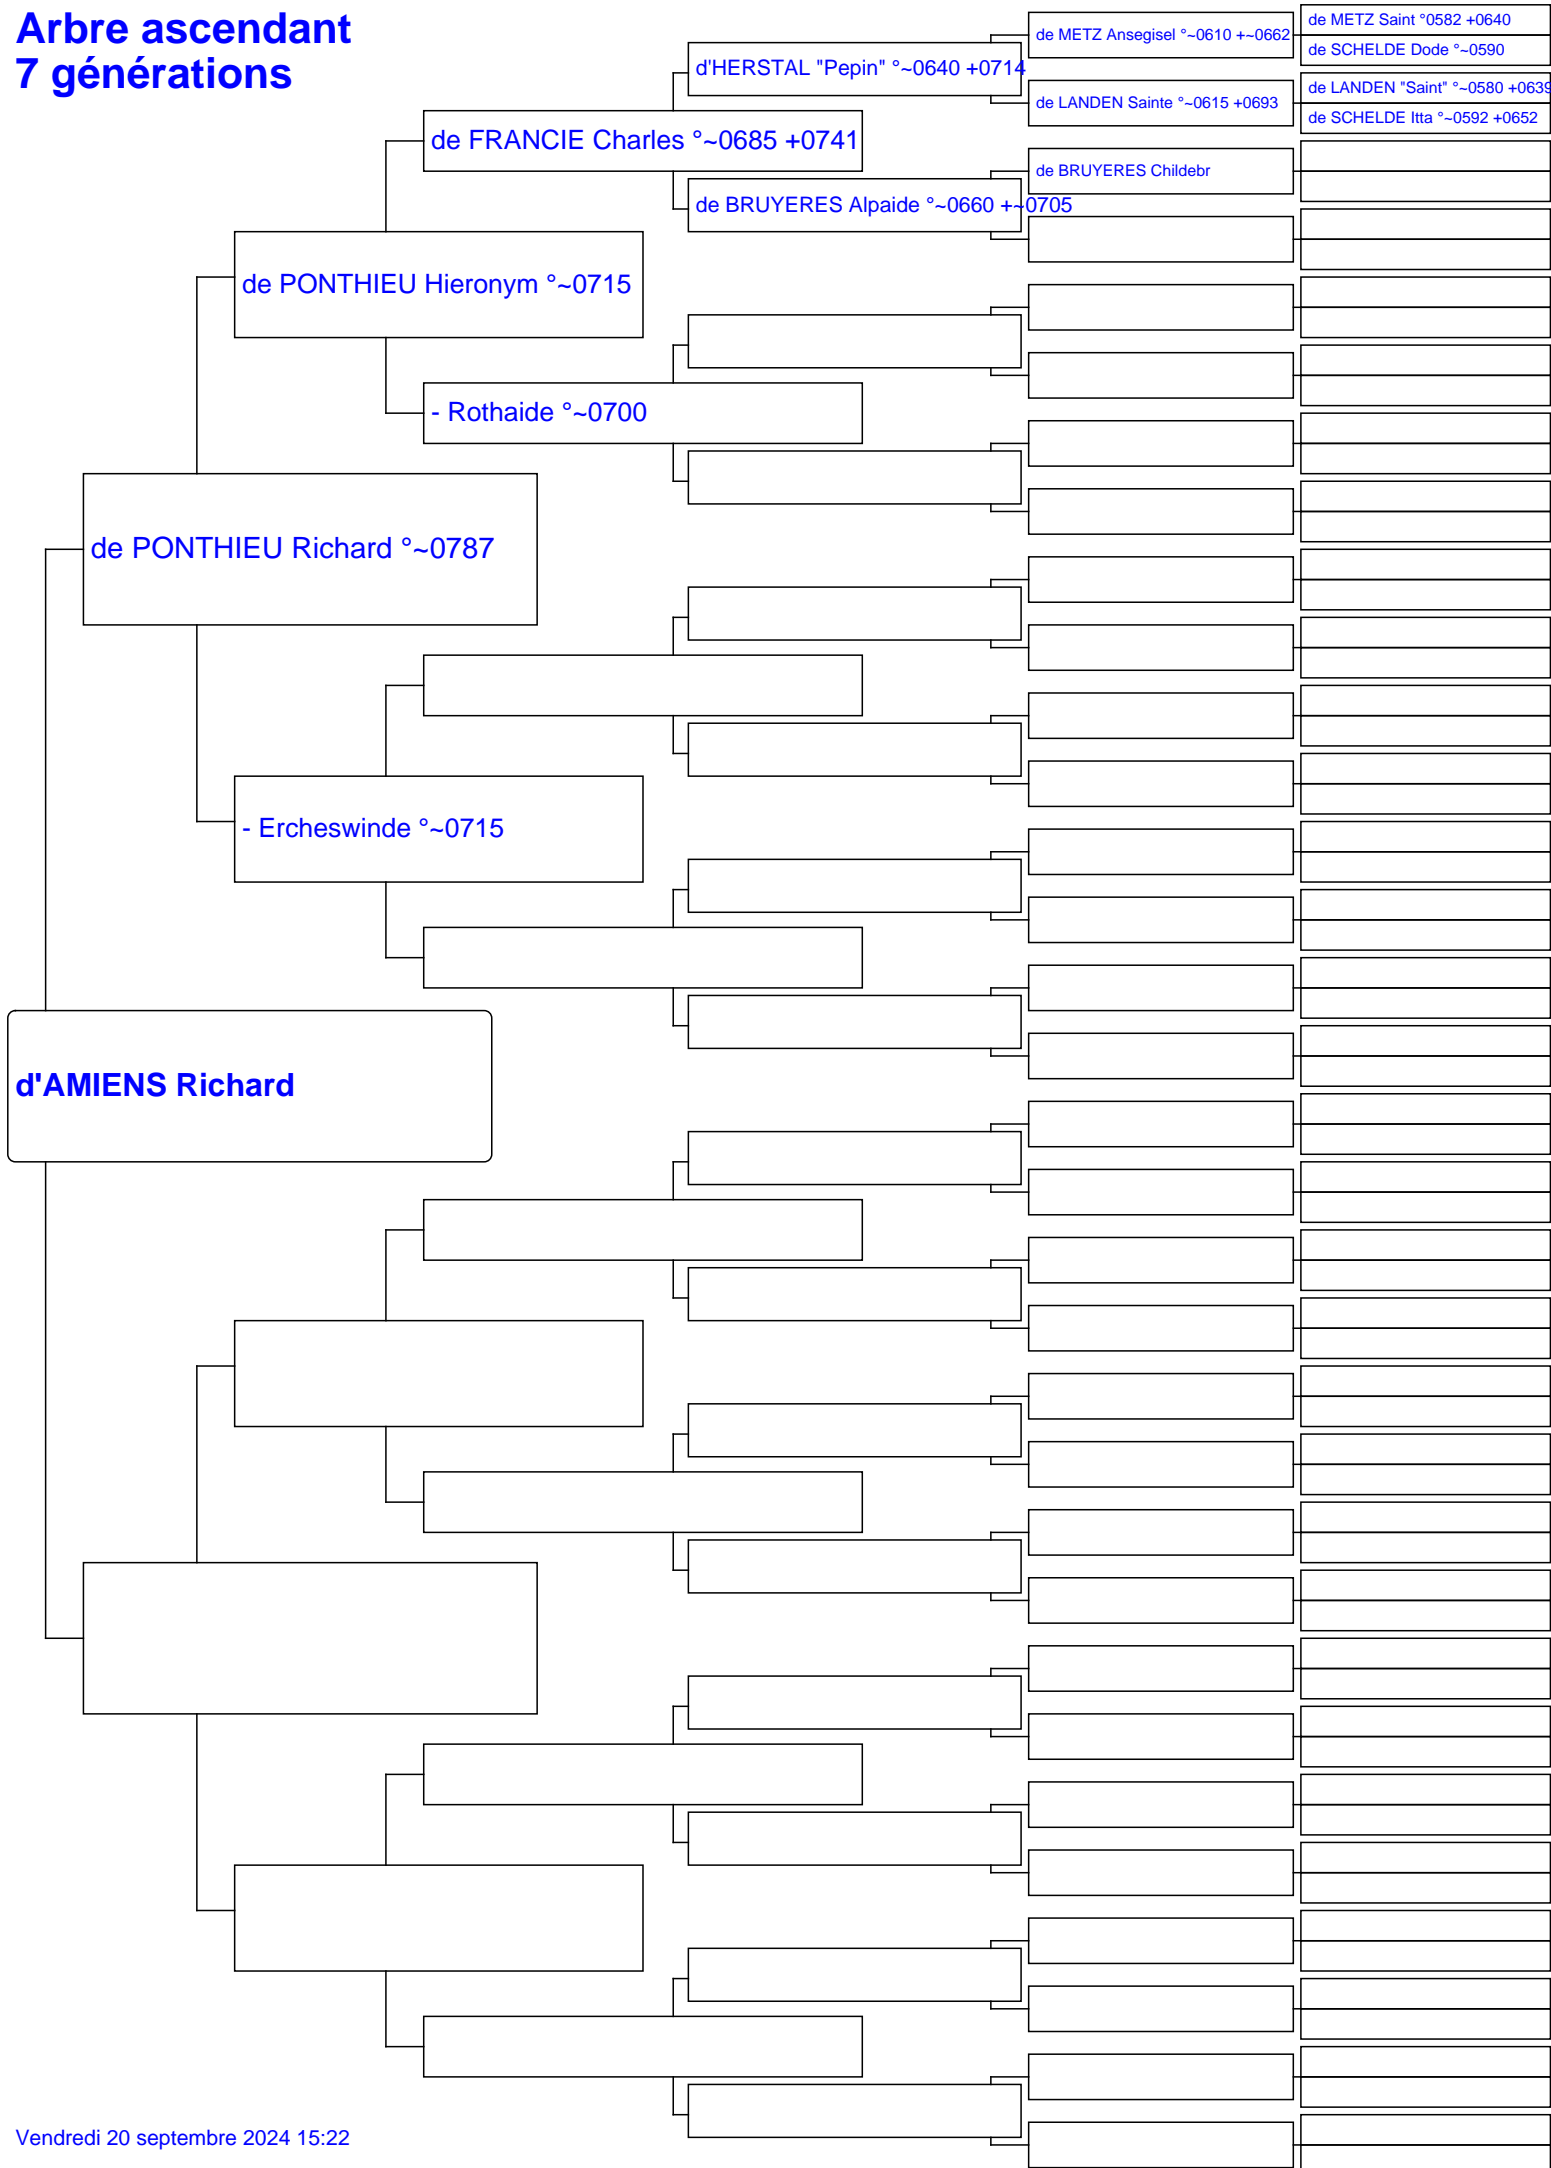 Arbre ascendant
7 générations
de METZ Saint °0582 +0640
de METZ Ansegisel °~0610 +~0662
de SCHELDE Dode °~0590
d'HERSTAL "Pepin" °~0640 +0714
de LANDEN "Saint" °~0580 +0639
de LANDEN Sainte °~0615 +0693
de SCHELDE Itta °~0592 +0652
de FRANCIE Charles °~0685 +0741
de BRUYERES Childebr
de BRUYERES Alpaide °~0660 +~0705
de PONTHIEU Hieronym °~0715
- Rothaide °~0700
de PONTHIEU Richard °~0787
- Ercheswinde °~0715
d'AMIENS Richard
Vendredi 20 septembre 2024 15:22